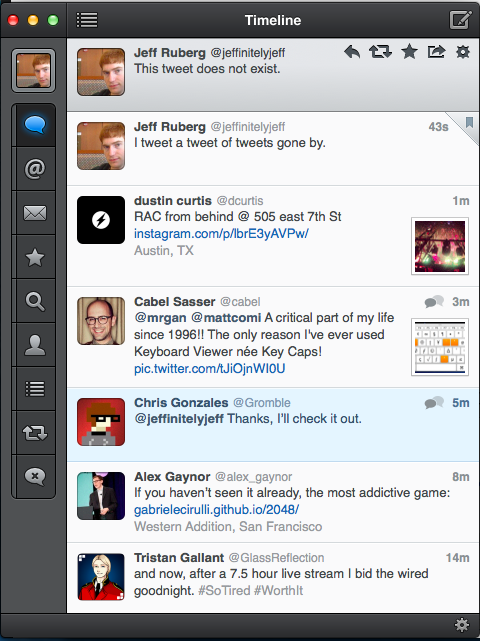 Timeline
Jeff Ruberg @jeffinitelyjeff
This tweet does not exist.
Jeff Ruberg @jeffinitelyjeff 43s
I tweet a tweet of tweets gone by.
dustin curtis @dcurtis 1m
RAC from behind @ 505 east 7th St
instagram.com/p/lbrE3yAVPw/
Austin, TX
Cabel Sasser @cabel 3m
@mrgan @mattcomi A critical part of my life
since 1996!! The only reason I've ever used
Keyboard Viewer née Key Caps!
pic.twitter.com/tJiOjnWI0U
Chris Gonzales @Gromble 5m
@jeffinitelyjeff Thanks, I'll check it out.
Alex Gaynor @alex_gaynor 8m
If you haven't seen it already, the most addictive game:
gabrielecirulli.github.io/2048/
Western Addition, San Francisco
Tristan Gallant @GlassReflection 14m
and now, after a 7.5 hour live stream I bid the wired
goodnight. #SoTired #WorthIt